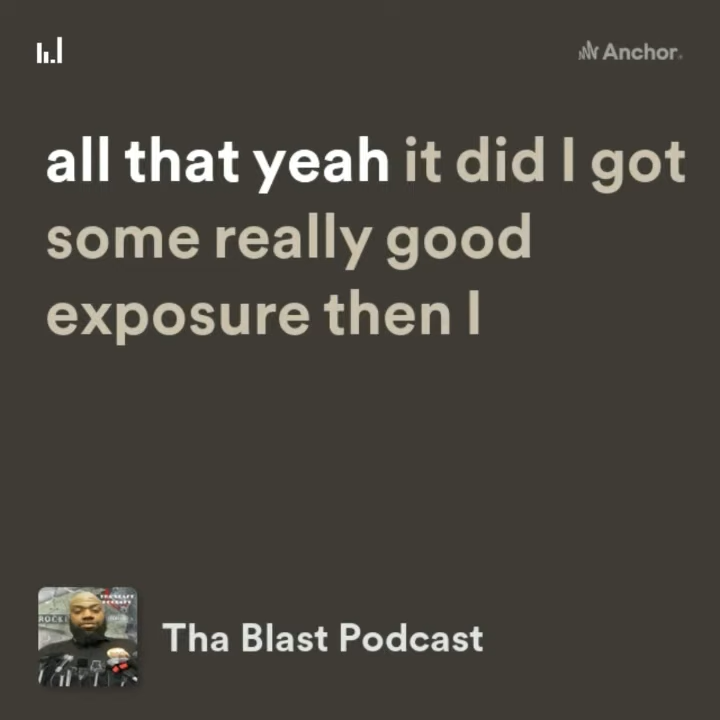 Anchor
all that yeah it did I got
some really good
exposure then I
Tha Blast Podcast